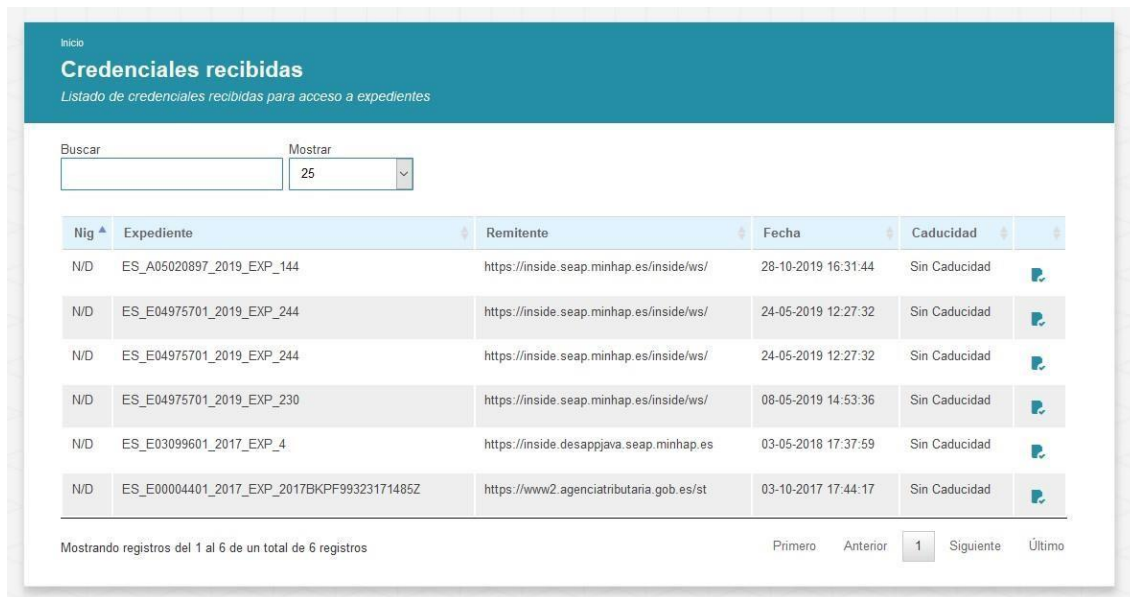 Inicio
Credenciales recibidas
Listado de credenciales recibidas para acceso a expedientes
Buscar Mostrar
25
Nig Expediente Remitente Fecha Caducidad
N/D ES_A05020897_2019_EXP_144 https://inside.seap.minhap.es/inside/ws/ 28-10-2019 16:31:44 Sin Caducidad
N/D ES_E04975701_2019_EXP_244 https://inside.seap.minhap.es/inside/ws/ 24-05-2019 12:27:32 Sin Caducidad
N/D ES_E04975701_2019_EXP_244 https://inside.seap.minhap.es/inside/ws/ 24-05-2019 12:27:32 Sin Caducidad
N/D ES_E04975701_2019_EXP_230 https://inside.seap.minhap.es/inside/ws/ 08-05-2019 14:53:36 Sin Caducidad
N/D ES_E03099601_2017_EXP_4 https://inside.desappjava.seap.minhap.es 03-05-2018 17:37:59 Sin Caducidad
N/D ES_E00004401_2017_EXP_2017BKPF99323171485Z https://www2.agenciatributaria.gob.es/st 03-10-2017 17:44:17 Sin Caducidad
Mostrando registros del 1 al 6 de un total de 6 registros Primero Anterior 1 Siguiente Último